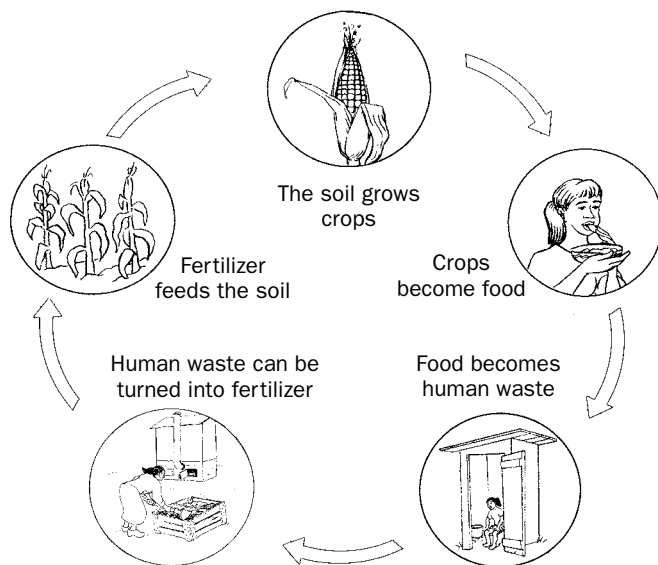 The soil grows
crops
Crops
become food
Food becomes
human waste
Human waste can be
turned into fertilizer
Fertilizer
feeds the soil